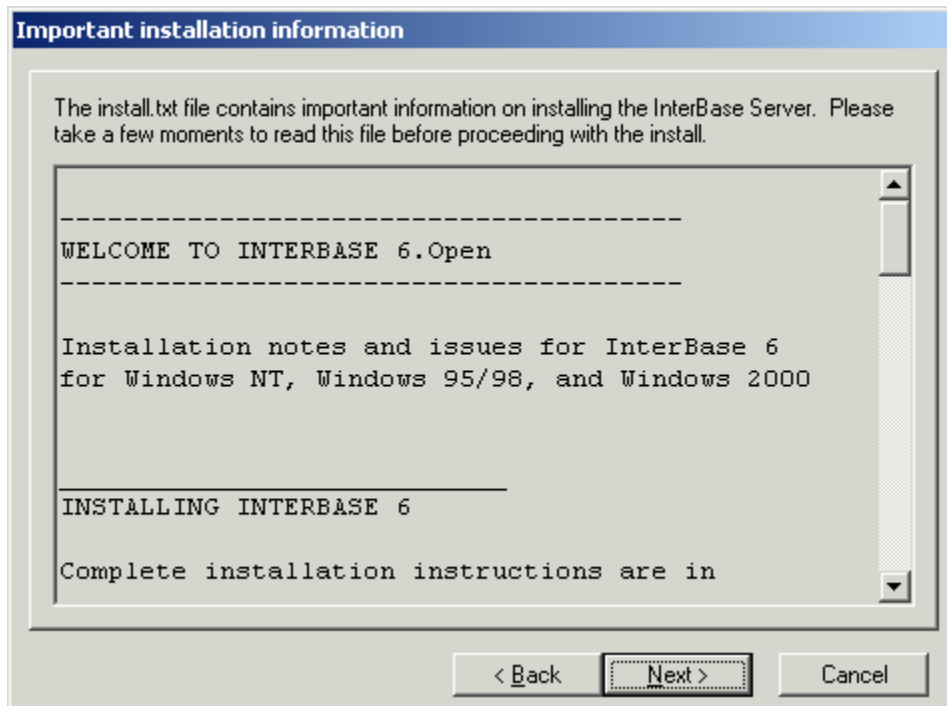 Important installation information
The install.txt file contains important information on installing the InterBase Server.  Please
take a few moments to read this file before proceeding with the install.
---------------------------------------
WELCOME TO INTERBASE 6.Open
---------------------------------------
Installation notes and issues for InterBase 6
for Windows NT, Windows 95/98, and Windows 2000
____________________________
INSTALLING INTERBASE 6
Complete installation instructions are in
< Back   Next >   Cancel